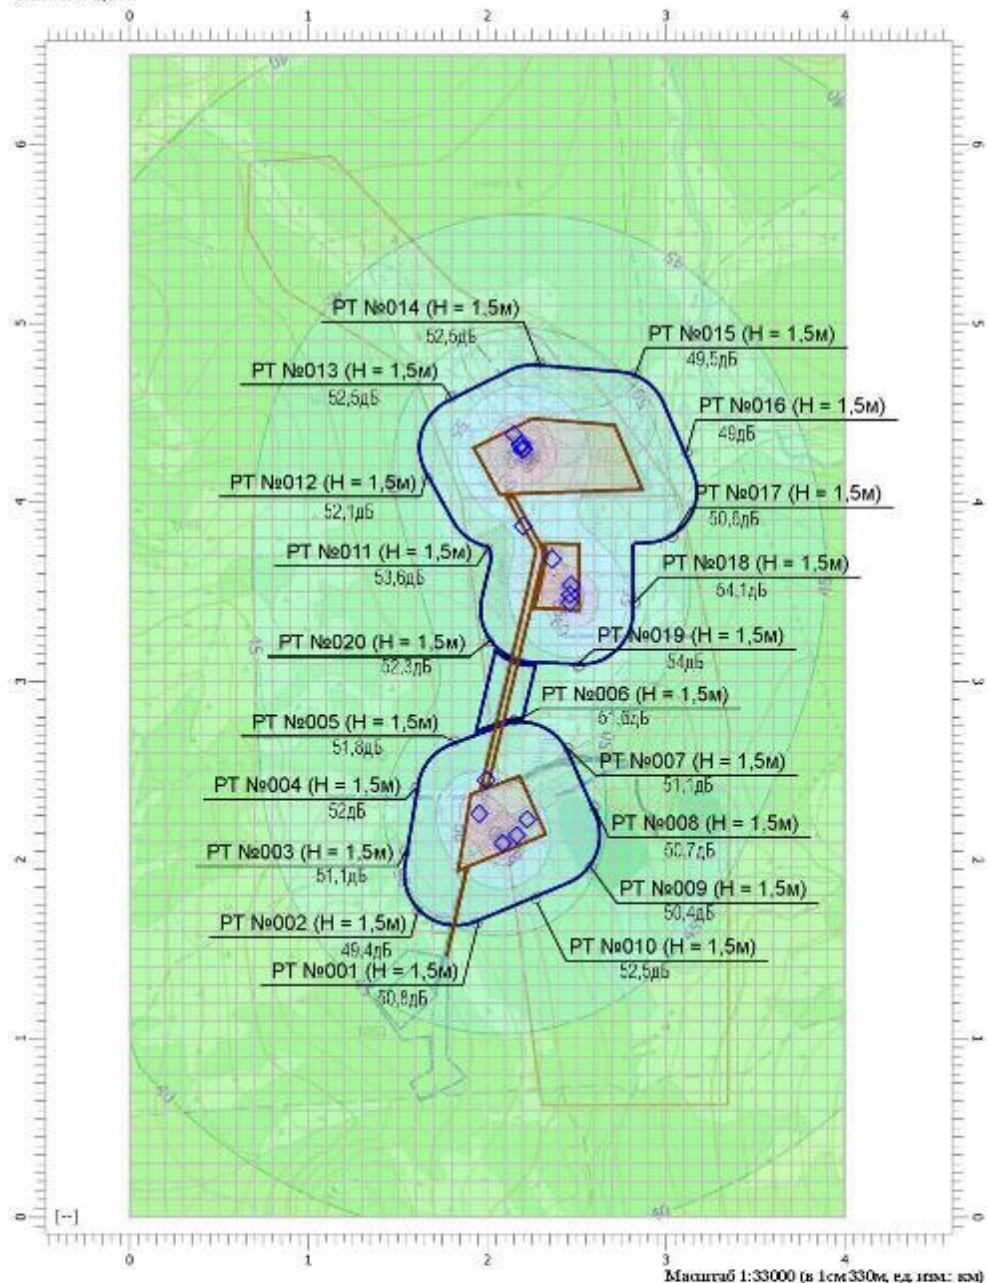 0 1 2 3 4
6
5
4
3
2
1
0
40
45
50
55
РТ №014 (H = 1,5м)
52,5дБ
РТ №015 (H = 1,5м)
49,5дБ
РТ №013 (H = 1,5м)
52,5дБ
РТ №016 (H = 1,5м)
49дБ
РТ №012 (H = 1,5м)
52,1дБ
РТ №017 (H = 1,5м)
50,6дБ
РТ №011 (H = 1,5м)
53,6дБ
РТ №018 (H = 1,5м)
54,1дБ
РТ №020 (H = 1,5м)
52,3дБ
РТ №019 (H = 1,5м)
54дБ
РТ №006 (H = 1,5м)
51,6дБ
РТ №005 (H = 1,5м)
51,8дБ
РТ №007 (H = 1,5м)
51,1дБ
РТ №004 (H = 1,5м)
52дБ
РТ №008 (H = 1,5м)
50,7дБ
РТ №003 (H = 1,5м)
51,1дБ
РТ №009 (H = 1,5м)
50,4дБ
РТ №002 (H = 1,5м)
49,4дБ
РТ №010 (H = 1,5м)
52,5дБ
РТ №001 (H = 1,5м)
50,8дБ
[--]
0 1 2 3 4
Масштаб 1:33000 (в 1см 330м, ед. изм.: км)